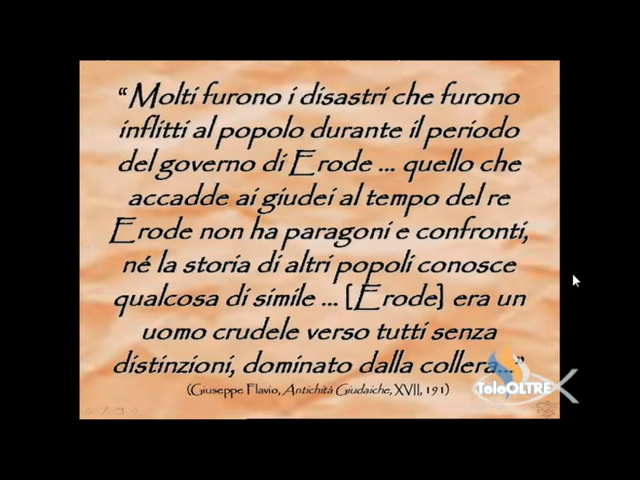 “Molti furono i disastri che furono
inflitti al popolo durante il periodo
del governo di Erode ... quello che
accadde ai giudei al tempo del re
Erode non ha paragoni e confronti,
né la storia di altri popoli conosce
qualcosa di simile ... [Erode] era un
uomo crudele verso tutti senza
distinzioni, dominato dalla collera...”
(Giuseppe Flavio, Antichità Giudaiche, XVII, 191)
TeleOLTRE